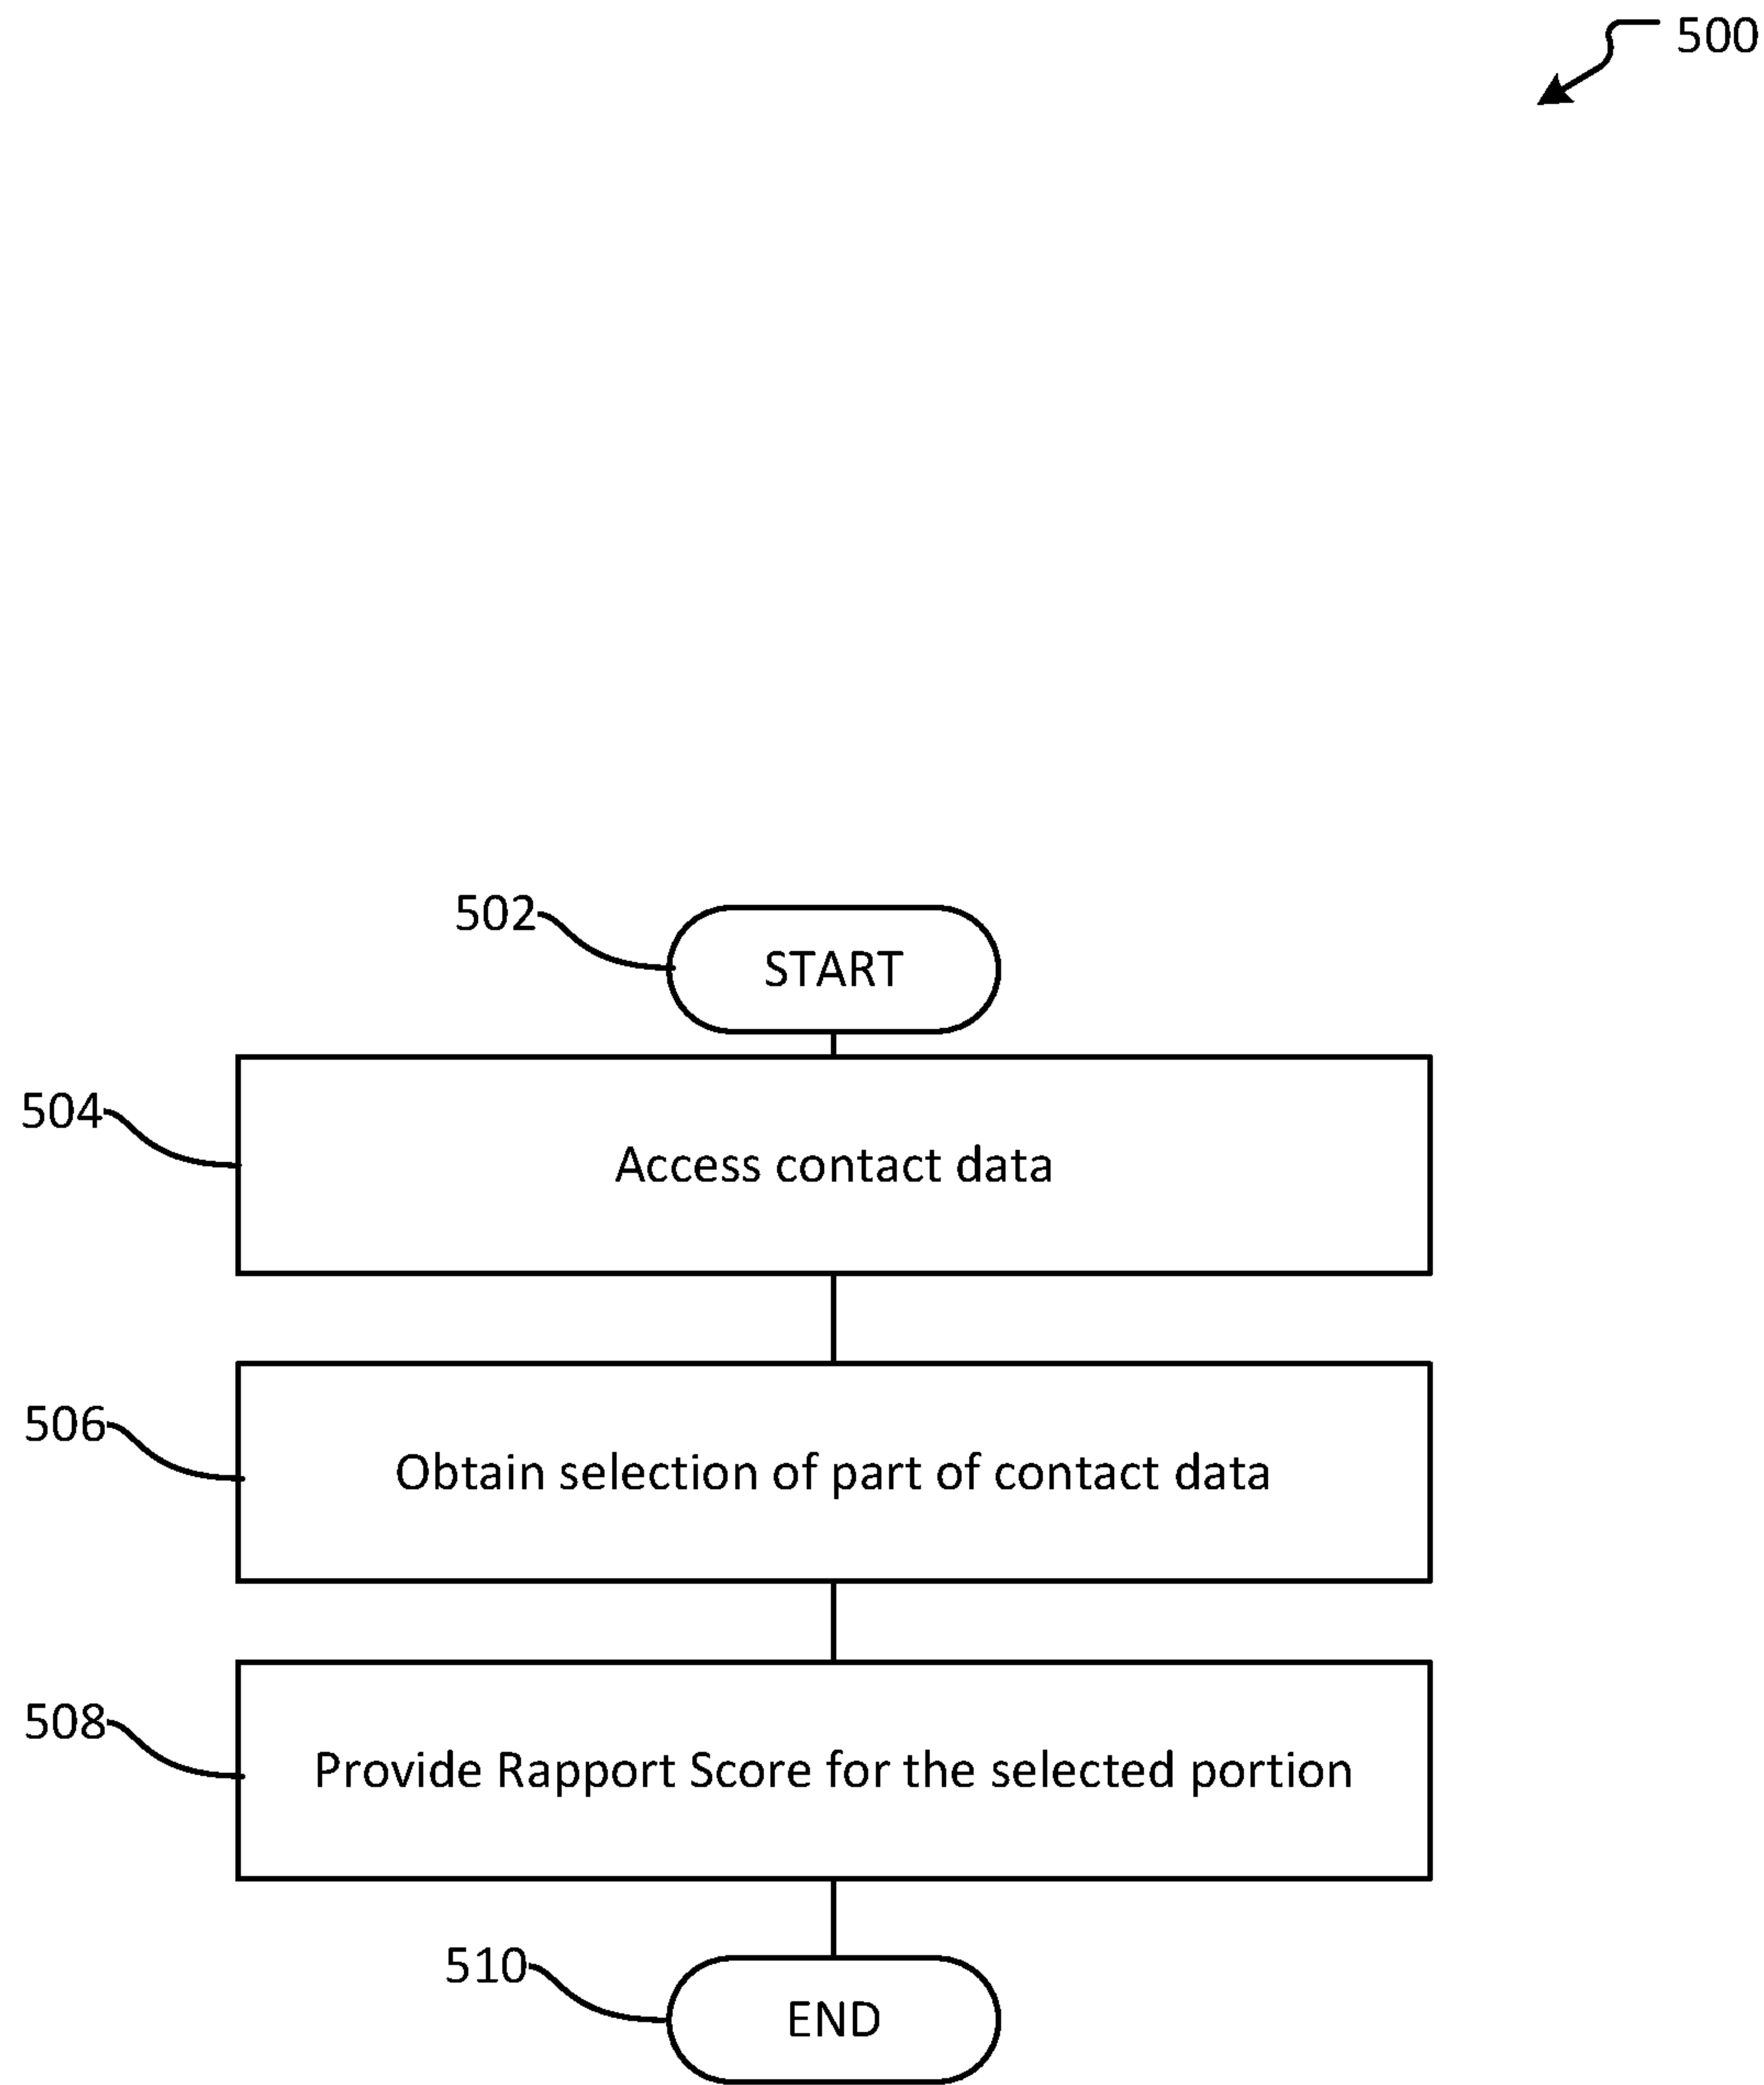 500
502
START
504
Access contact data
506
Obtain selection of part of contact data
508
Provide Rapport Score for the selected portion
510
END